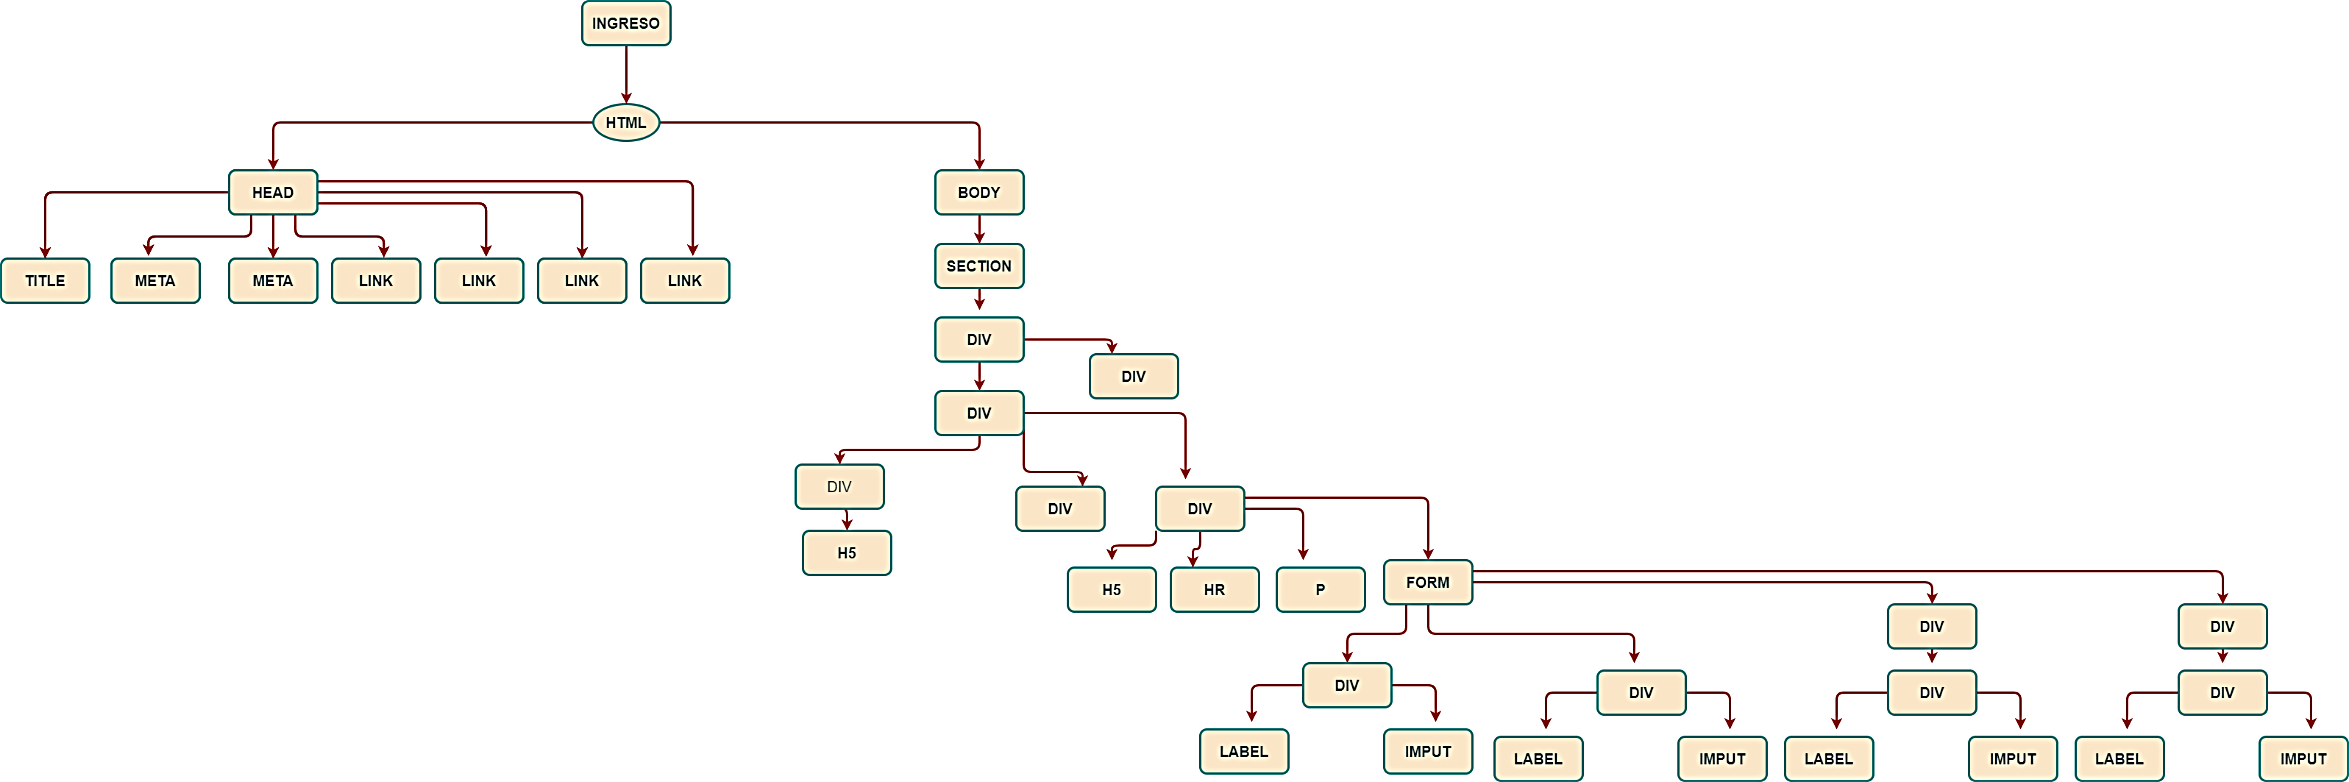 INGRESO
HTML
HEAD
BODY
SECTION
TITLE
META
META
LINK
LINK
LINK
LINK
DIV
DIV
DIV
DIV
DIV
DIV
H5
H5
HR
P
FORM
DIV
DIV
DIV
DIV
DIV
DIV
LABEL
IMPUT
LABEL
IMPUT
LABEL
IMPUT
LABEL
IMPUT